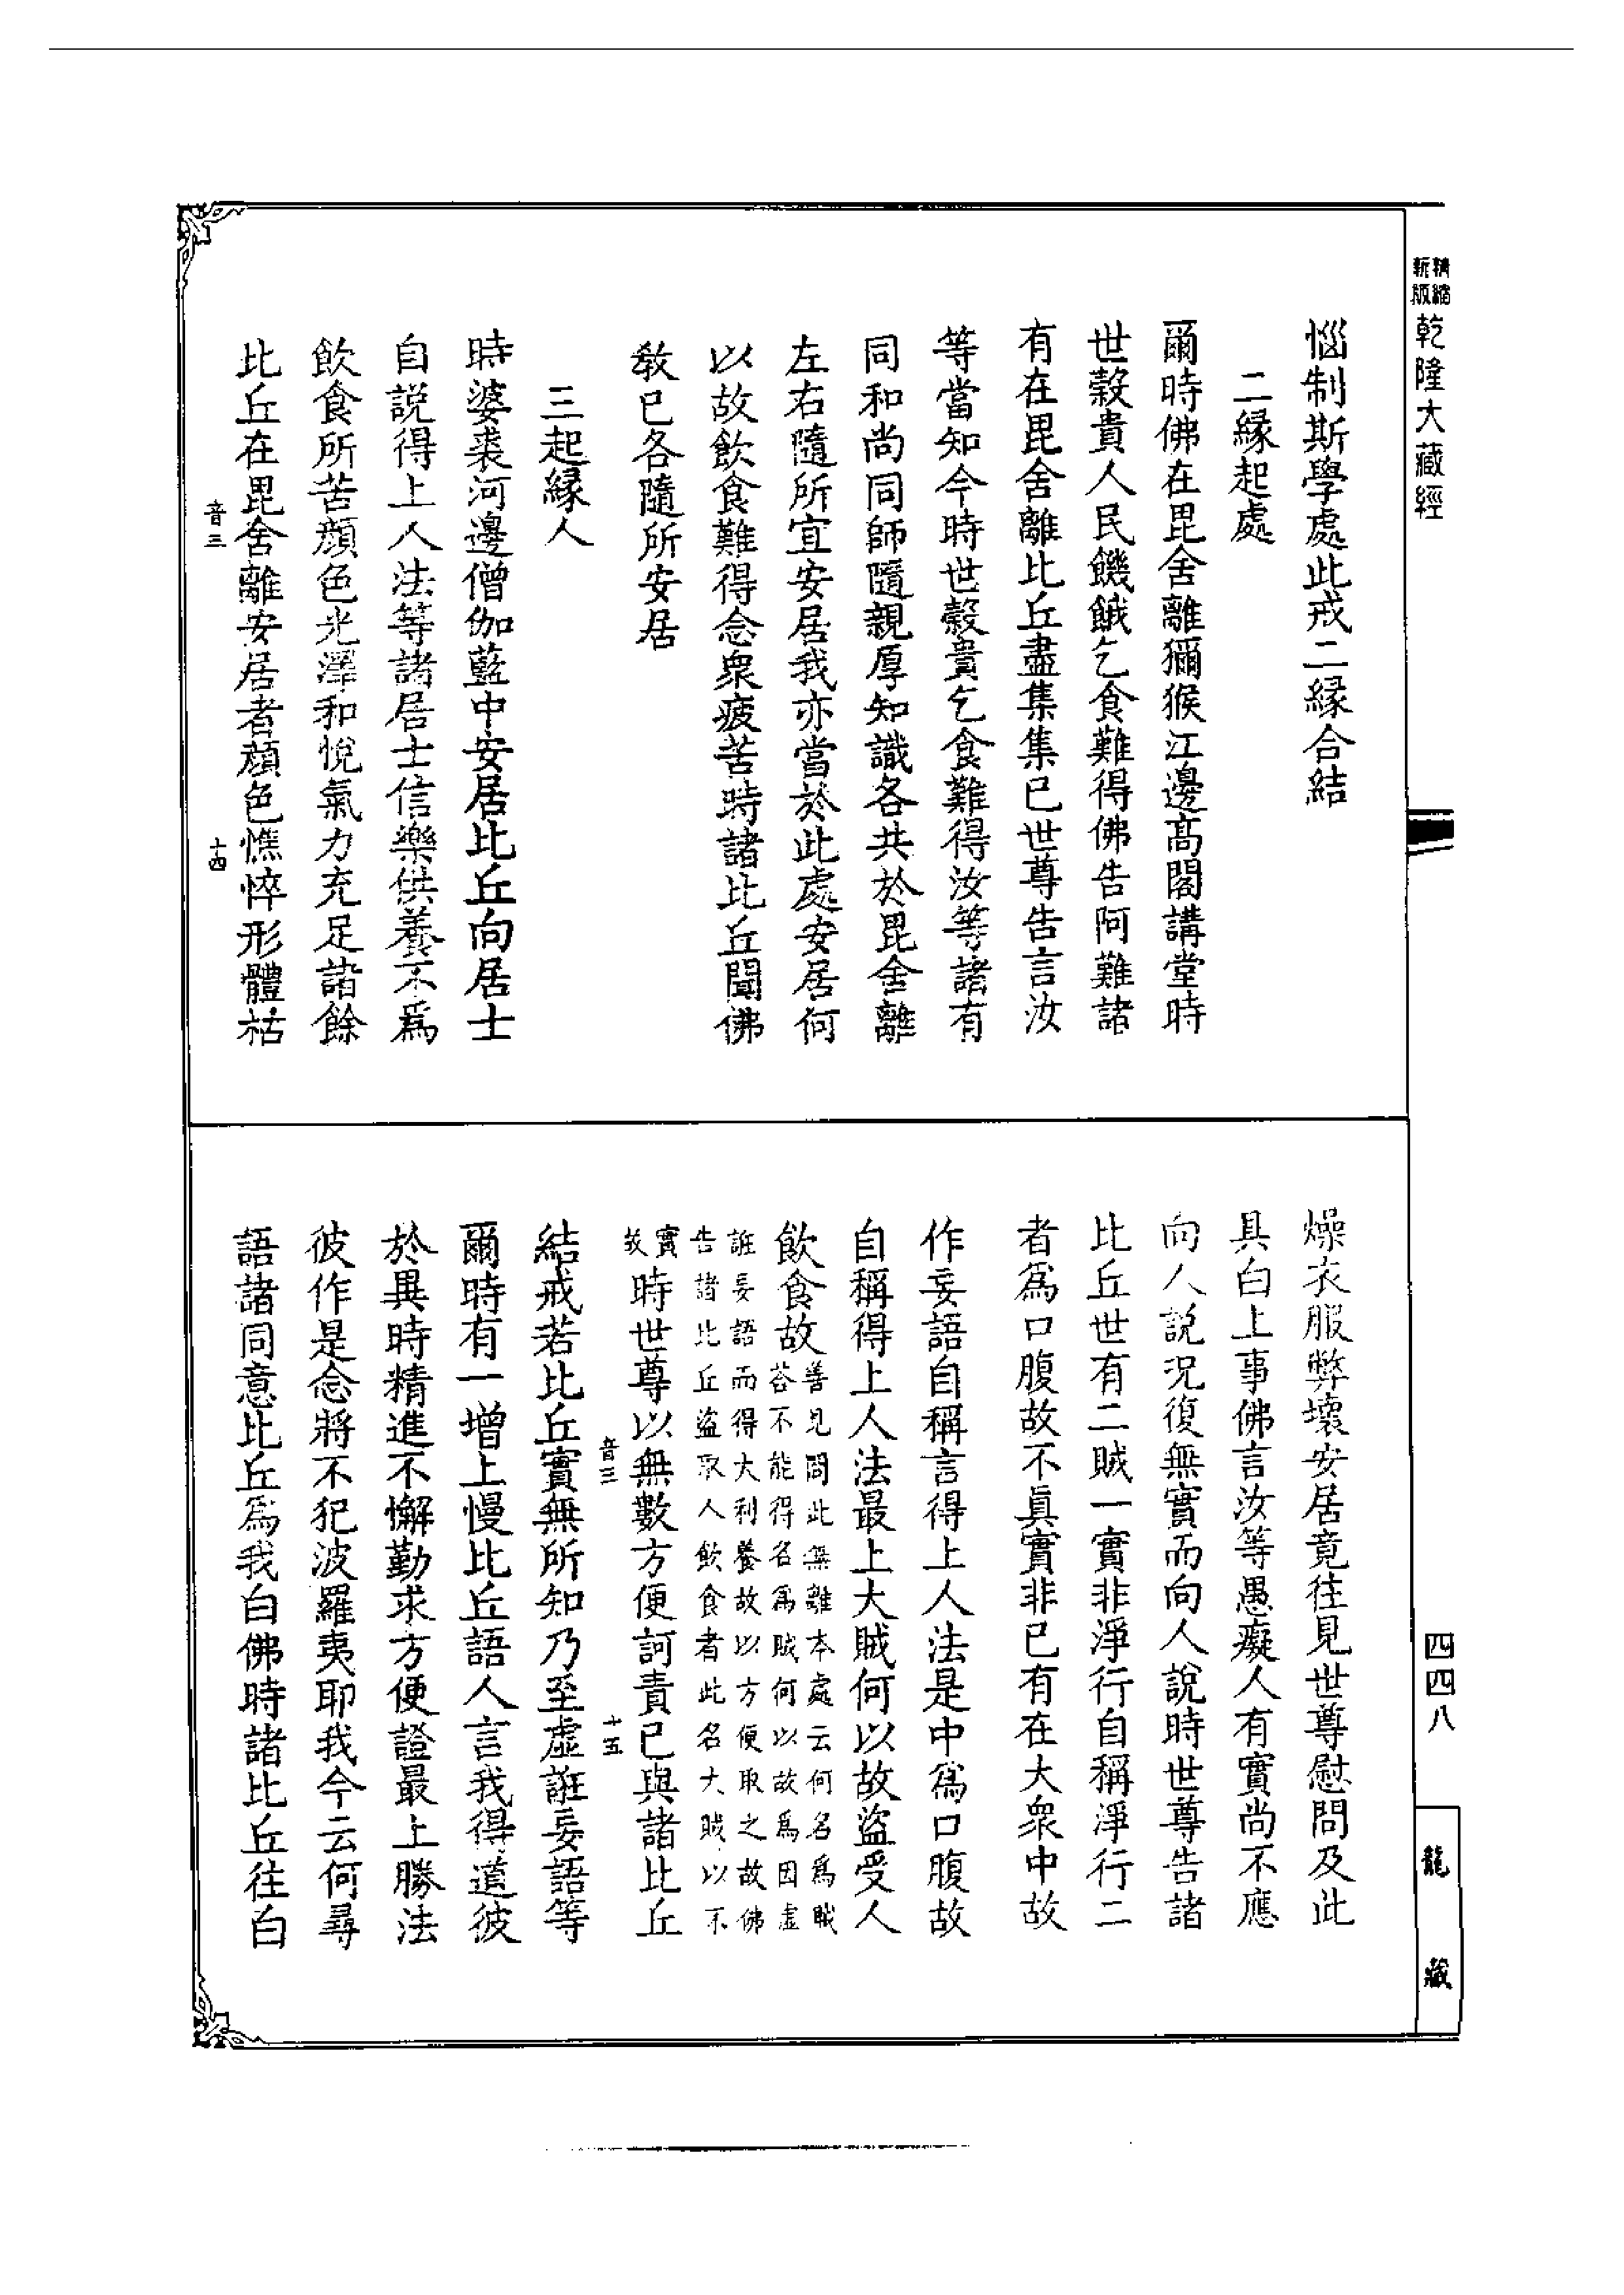 精縮新版 乾隆大藏經
惱制斯學處此戒二緣合結
二緣起處
爾時佛在毘舍離獼猴江邊高閣講堂時
世穀貴人民饑餓乞食難得佛告阿難諸
有在毘舍離比丘盡集集已世尊告言汝
等當知今時世穀貴乞食難得汝等諸有
同和尚同師隨親厚知識各共於毘舍離
左右隨所宜安居我亦當於此處安居何
以故飲食難得念眾疲苦時諸比丘聞佛
教已各隨所安居
三起緣人
時婆裘河邊僧伽藍中安居比丘向居士
自說得上人法等諸居士信樂供養不為
飲食所苦顏色光澤和悅氣力充足諸餘
比丘在毘舍離安居者顏色憔悴形體枯
音三 十四
燥衣服弊壞安居竟往見世尊慰問及此
具白上事佛言汝等愚癡人有實尚不應
向人說況復無實而向人說時世尊告諸
比丘世有二賊一實非淨行自稱淨行二
者為口腹故不真實非已有在大眾中故
作妄語自稱言得上人法是中為口腹故
自稱得上人法最上大賊何以故盜受人
飲食故善見問此無離本處云何名為賊
答不能得名為賊何以故為因虛
誑妄語而得大利養故以方便取之故佛
告諸比丘盜取人飲食者此名大賊以不
實故時世尊以無數方便訶責已與諸比丘
音三 十五
結戒若比丘實無所知乃至虛誑妄語等
爾時有一增上慢比丘語人言我得道彼
於異時精進不懈勤求方便證最上勝法
彼作是念將不犯波羅夷耶我今云何尋
語諸同意比丘為我白佛時諸比丘往白
四四八
龍藏